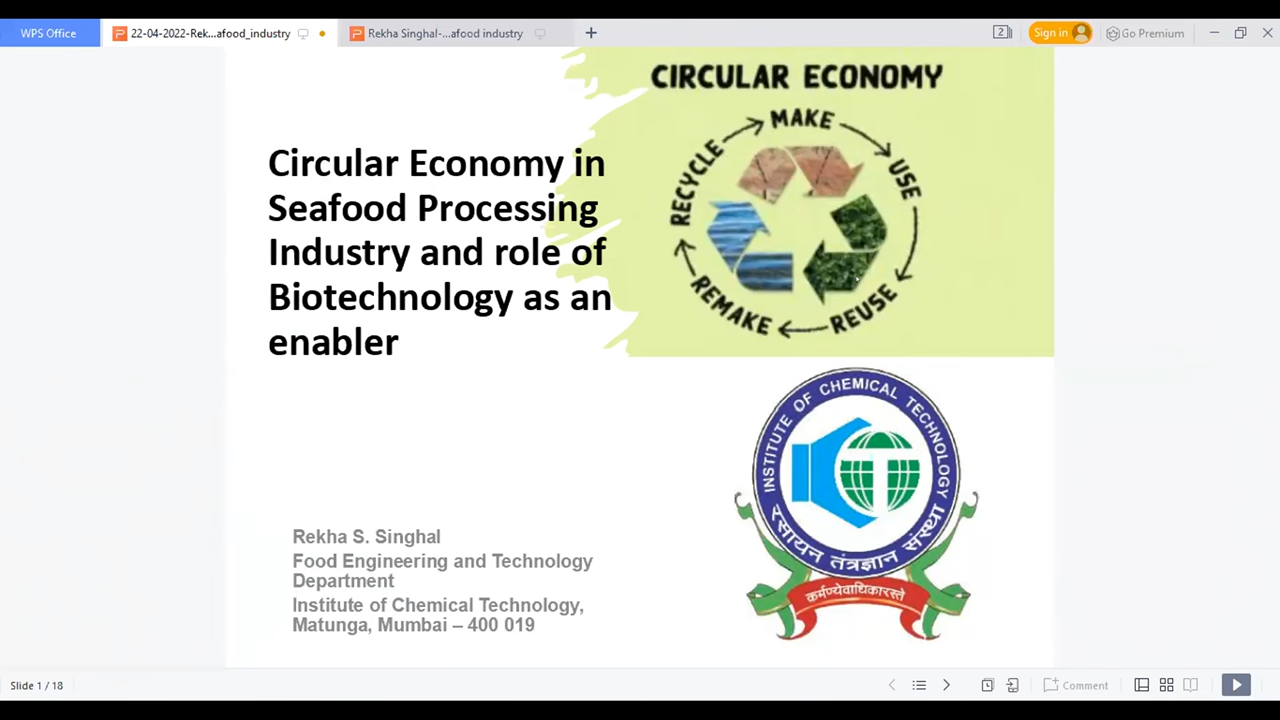 WPS Office
22-04-2022-Rek...afood_industry
Rekha Singhal-...afood industry
2
Sign in
Go Premium
CIRCULAR ECONOMY
MAKE
USE
REUSE
REMAKE
RECYCLE
Circular Economy in
Seafood Processing
Industry and role of
Biotechnology as an
enabler
INSTITUTE OF CHEMICAL TECHNOLOGY
T
रसायन तंत्रज्ञान संस्था
कर्मण्येवाधिकारस्ते
Rekha S. Singhal
Food Engineering and Technology
Department
Institute of Chemical Technology,
Matunga, Mumbai – 400 019
Slide 1 / 18
Comment